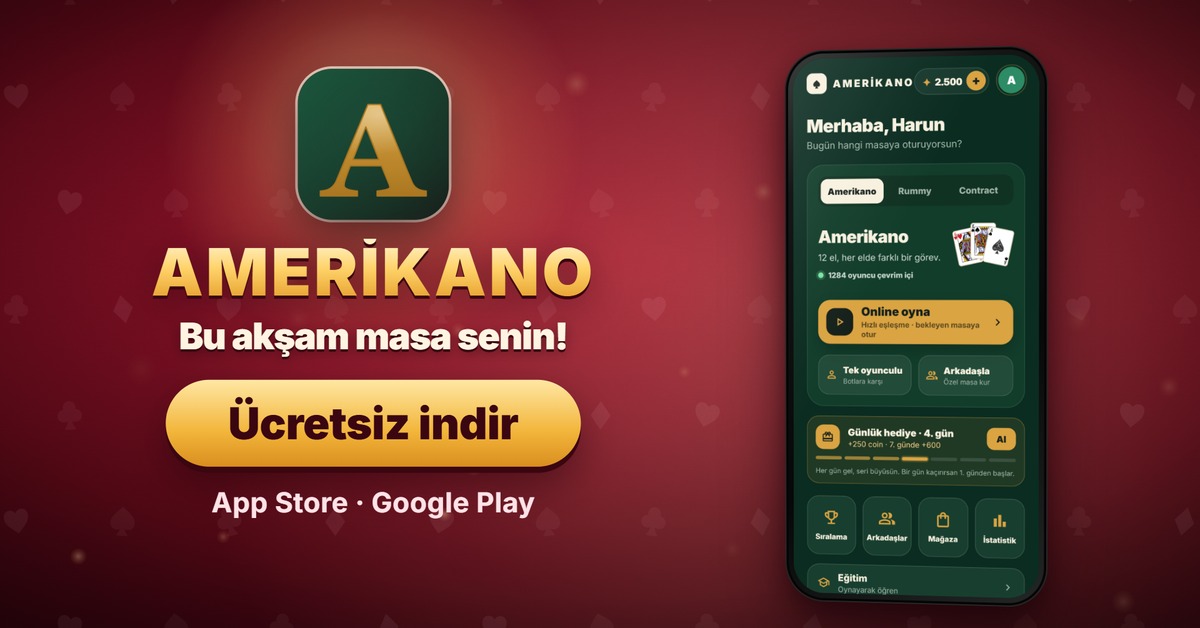 A
AMERİKANO
Bu akşam masa senin!
Ücretsiz indir
App Store · Google Play
AMERİKANO
2.500
+
A
Merhaba, Harun
Bugün hangi masaya oturuyorsun?
Amerikano
Rummy
Contract
Amerikano
12 el, her elde farklı bir görev.
1284 oyuncu çevrim içi
Online oyna
Hızlı eşleşme · bekleyen masaya
otur
Tek oyunculu
Botlara karşı
Arkadaşla
Özel masa kur
Günlük hediye · 4. gün
+250 coin · 7. günde +600
Al
Her gün gel, seri büyüsün. Bir gün kaçırırsan 1. günden başlar.
Sıralama
Arkadaşlar
Mağaza
İstatistik
Eğitim
Oynayarak öğren